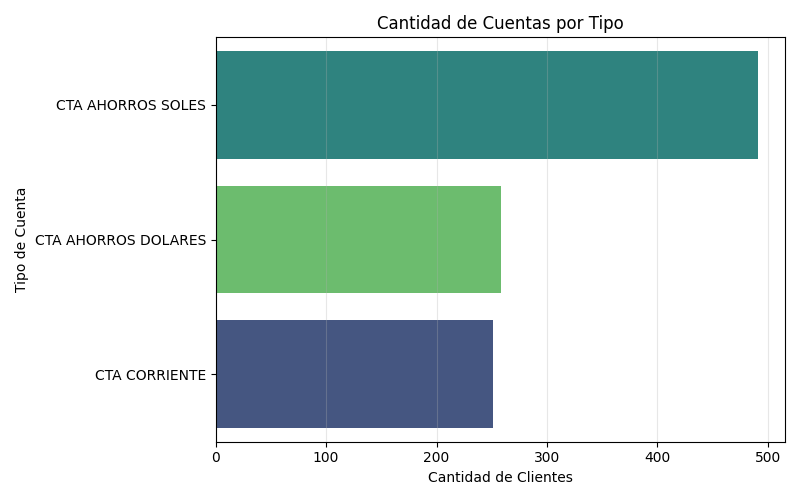 Cantidad de Cuentas por Tipo
CTA AHORROS SOLES
CTA AHORROS DOLARES
CTA CORRIENTE
Tipo de Cuenta
0 100 200 300 400 500
Cantidad de Clientes